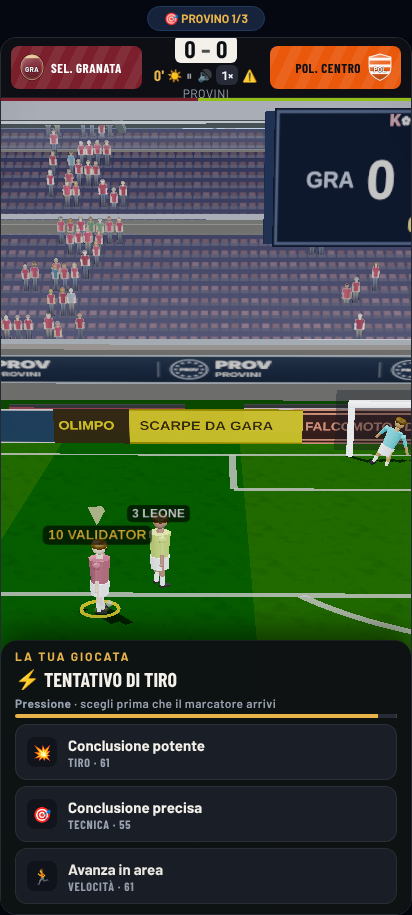 🎯 PROVINO 1/3
GRA SEL. GRANATA
0 - 0
POL. CENTRO POL
0' ☀️ ⏸ 🔊 1× ⚠️
PROVINI
GRA 0
PROV
PROVINI
PROV
PROVINI
OLIMPO
SCARPE DA GARA
FALCOMOTO
3 LEONE
10 VALIDATOR
LA TUA GIOCATA
⚡ TENTATIVO DI TIRO
Pressione · scegli prima che il marcatore arrivi
Conclusione potente
TIRO · 61
Conclusione precisa
TECNICA · 55
Avanza in area
VELOCITÀ · 61